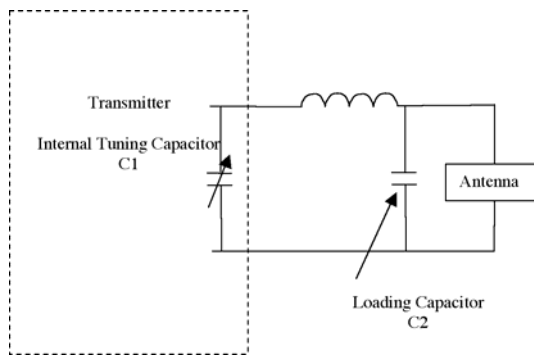 Transmitter
Internal Tuning Capacitor
C1
Antenna
Loading Capacitor
C2